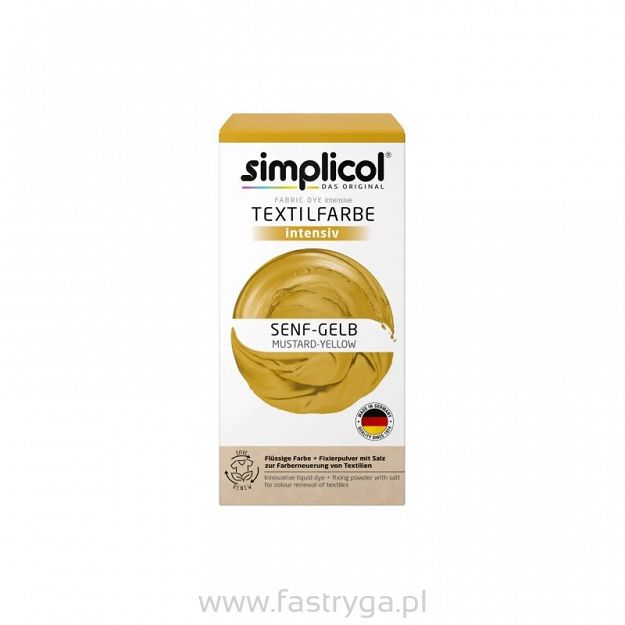 simplicol®
DAS ORIGINAL
FABRIC DYE intensive
TEXTILFARBE
intensiv
SENF-GELB
MUSTARD-YELLOW
MADE IN GERMANY
QUALITY SINCE
SAVE
RENEW
Flüssige Farbe + Fixierpulver mit Salz
zur Farberneuerung von Textilien
Innovative liquid dye + fixing powder with salt
for colour renewal of textiles
www.fastryga.pl